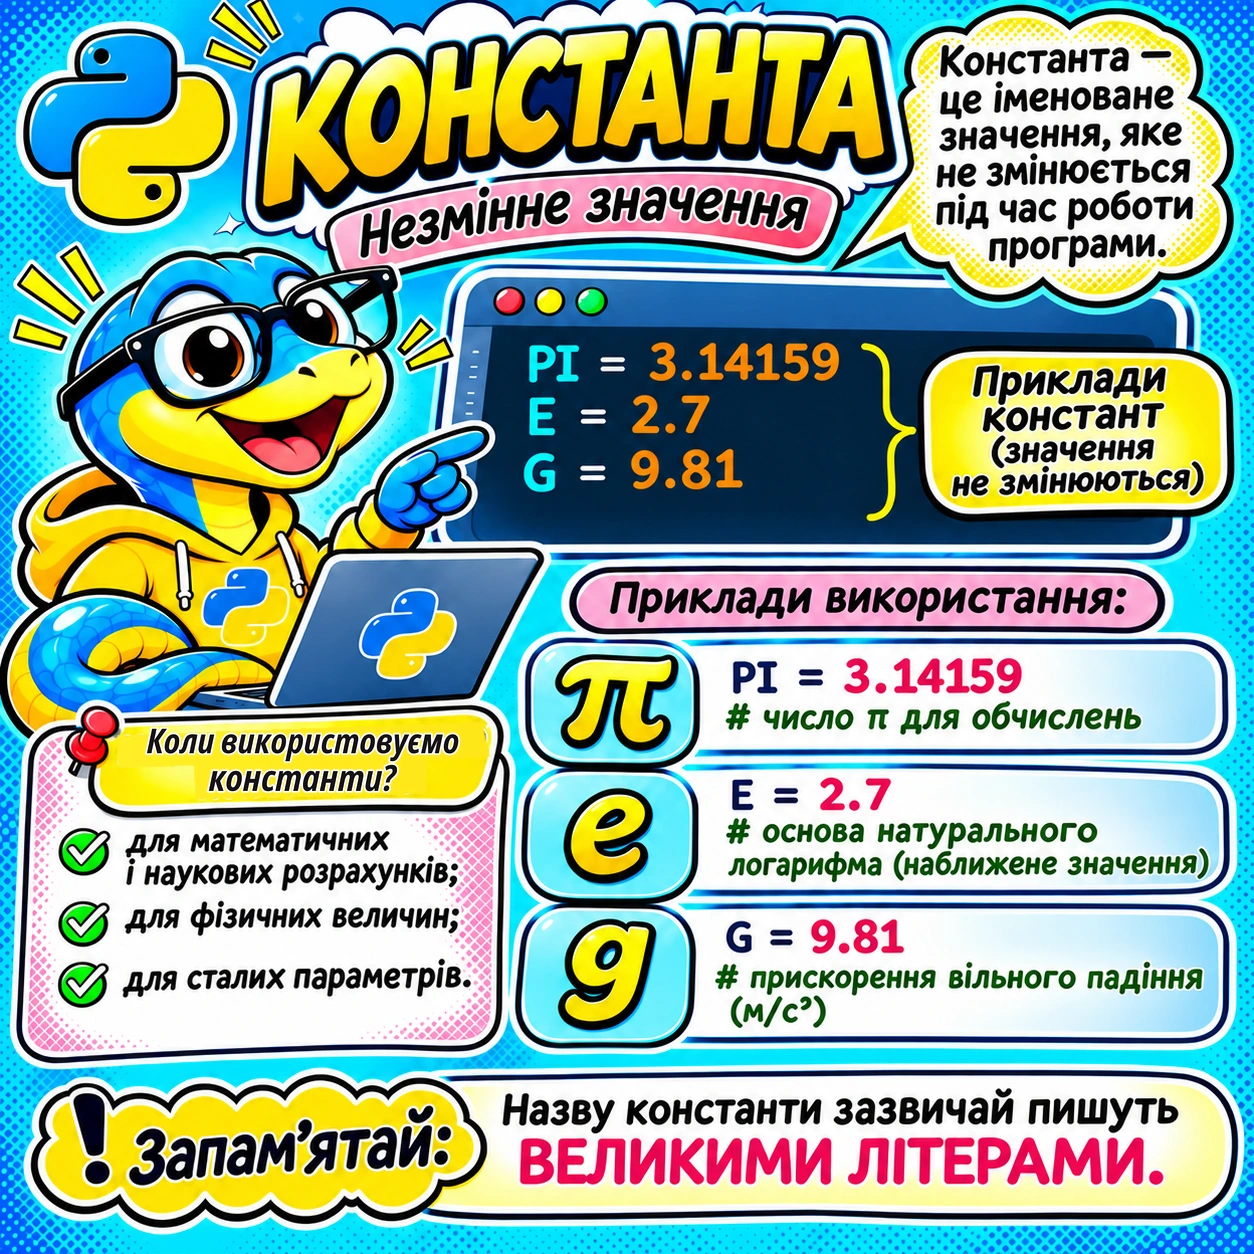 КОНСТАНТА
Незмінне значення
Константа —
це іменоване
значення, яке
не змінюється
під час роботи
програми.
PI = 3.14159
E = 2.7
G = 9.81
Приклади
констант
(значення
не змінюються)
Приклади використання:
π
PI = 3.14159
# число π для обчислень
e
E = 2.7
# основа натурального
логарифма (наближене значення)
g
G = 9.81
# прискорення вільного падіння
(м/с²)
Коли використовуємо
константи?
для математичних
і наукових розрахунків;
для фізичних величин;
для сталих параметрів.
! Запам'ятай:
Назву константи зазвичай пишуть
ВЕЛИКИМИ ЛІТЕРАМИ.